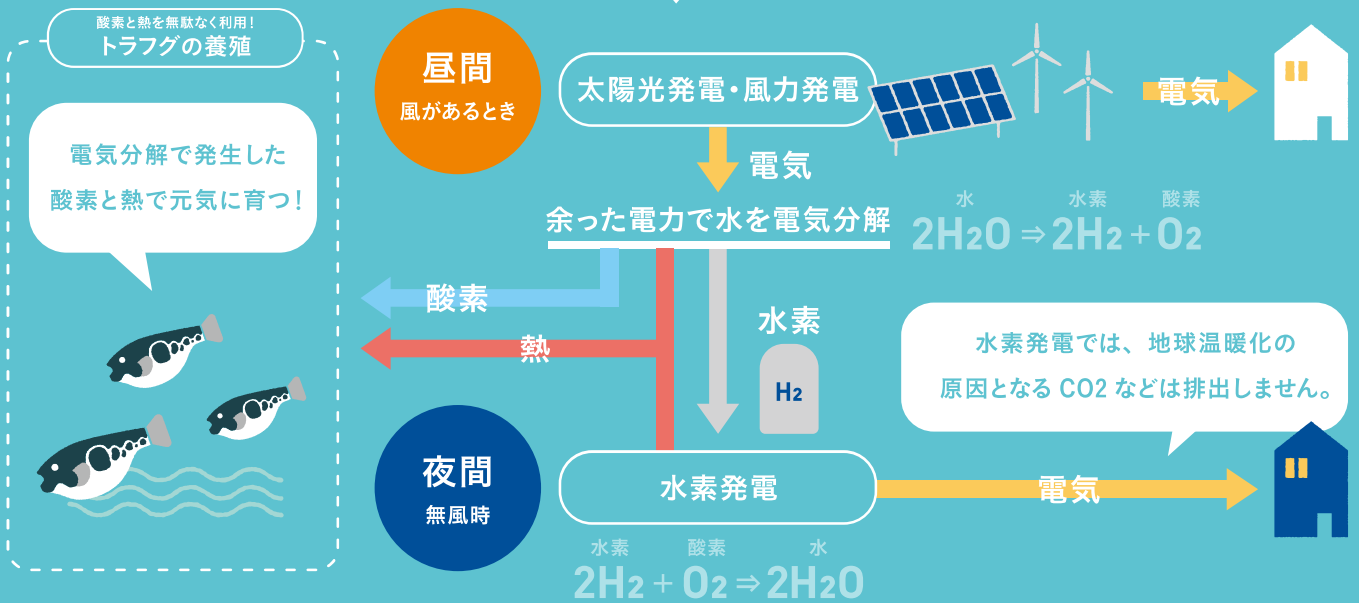 酸素と熱を無駄なく利用！
トラフグの養殖
電気分解で発生した
酸素と熱で元気に育つ！
昼間
風があるとき
太陽光発電・風力発電
電気
電気
余った電力で水を電気分解
水 水素 酸素
2H2O ⇒ 2H2 + O2
酸素
熱
水素
H2
水素発電では、地球温暖化の
原因となる CO2 などは排出しません。
夜間
無風時
水素発電
電気
水素 酸素 水
2H2 + O2 ⇒ 2H2O